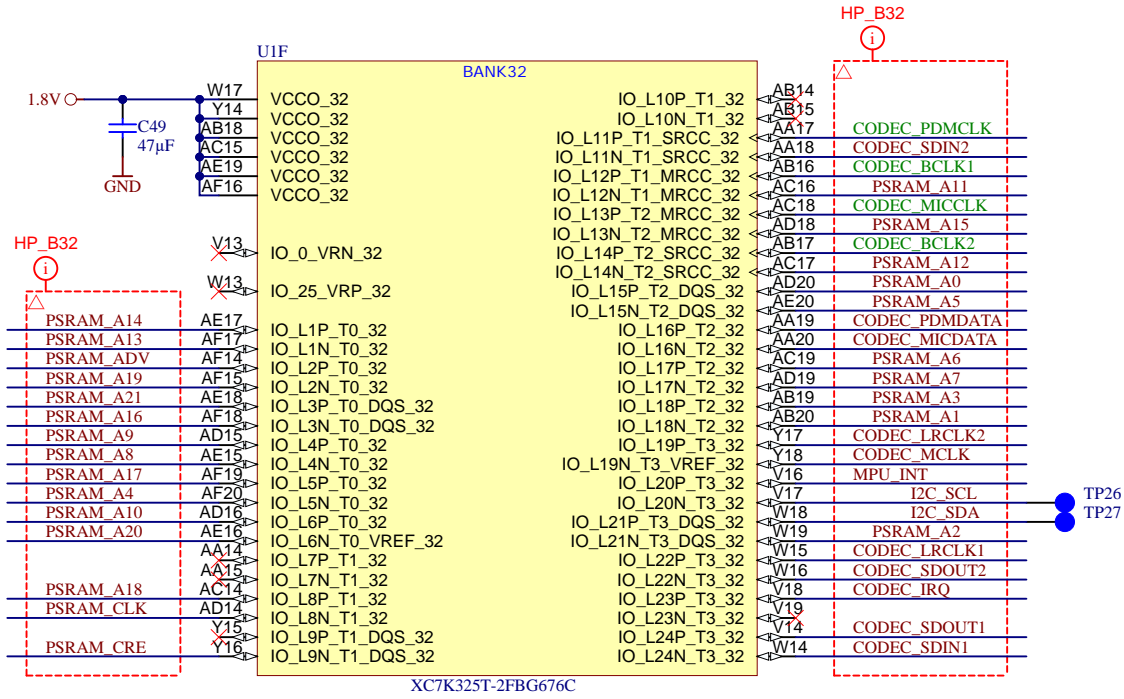 HP_B32
i
U1F
BANK32
1.8V
C49
47µF
GND
W17 VCCO_32
Y14 VCCO_32
AB18 VCCO_32
AC15 VCCO_32
AE19 VCCO_32
AF16 VCCO_32
V13 IO_0_VRN_32
W13 IO_25_VRP_32
HP_B32
i
PSRAM_A14 AE17 IO_L1P_T0_32
PSRAM_A13 AF17 IO_L1N_T0_32
PSRAM_ADV AF14 IO_L2P_T0_32
PSRAM_A19 AF15 IO_L2N_T0_32
PSRAM_A21 AE18 IO_L3P_T0_DQS_32
PSRAM_A16 AF18 IO_L3N_T0_DQS_32
PSRAM_A9 AD15 IO_L4P_T0_32
PSRAM_A8 AE15 IO_L4N_T0_32
PSRAM_A17 AF19 IO_L5P_T0_32
PSRAM_A4 AF20 IO_L5N_T0_32
PSRAM_A10 AD16 IO_L6P_T0_32
PSRAM_A20 AE16 IO_L6N_T0_VREF_32
AA14 IO_L7P_T1_32
AA15 IO_L7N_T1_32
PSRAM_A18 AC14 IO_L8P_T1_32
PSRAM_CLK AD14 IO_L8N_T1_32
Y15 IO_L9P_T1_DQS_32
PSRAM_CRE Y16 IO_L9N_T1_DQS_32
IO_L10P_T1_32 AB14
IO_L10N_T1_32 AB15
IO_L11P_T1_SRCC_32 AA17 CODEC_PDMCLK
IO_L11N_T1_SRCC_32 AA18 CODEC_SDIN2
IO_L12P_T1_MRCC_32 AB16 CODEC_BCLK1
IO_L12N_T1_MRCC_32 AC16 PSRAM_A11
IO_L13P_T2_MRCC_32 AC18 CODEC_MICCLK
IO_L13N_T2_MRCC_32 AD18 PSRAM_A15
IO_L14P_T2_SRCC_32 AB17 CODEC_BCLK2
IO_L14N_T2_SRCC_32 AC17 PSRAM_A12
IO_L15P_T2_DQS_32 AD20 PSRAM_A0
IO_L15N_T2_DQS_32 AE20 PSRAM_A5
IO_L16P_T2_32 AA19 CODEC_PDMDATA
IO_L16N_T2_32 AA20 CODEC_MICDATA
IO_L17P_T2_32 AC19 PSRAM_A6
IO_L17N_T2_32 AD19 PSRAM_A7
IO_L18P_T2_32 AB19 PSRAM_A3
IO_L18N_T2_32 AB20 PSRAM_A1
IO_L19P_T3_32 Y17 CODEC_LRCLK2
IO_L19N_T3_VREF_32 Y18 CODEC_MCLK
IO_L20P_T3_32 V16 MPU_INT
IO_L20N_T3_32 V17 I2C_SCL TP26
IO_L21P_T3_DQS_32 W18 I2C_SDA TP27
IO_L21N_T3_DQS_32 W19 PSRAM_A2
IO_L22P_T3_32 W15 CODEC_LRCLK1
IO_L22N_T3_32 W16 CODEC_SDOUT2
IO_L23P_T3_32 V18 CODEC_IRQ
IO_L23N_T3_32 V19
IO_L24P_T3_32 V14 CODEC_SDOUT1
IO_L24N_T3_32 W14 CODEC_SDIN1
XC7K325T-2FBG676C